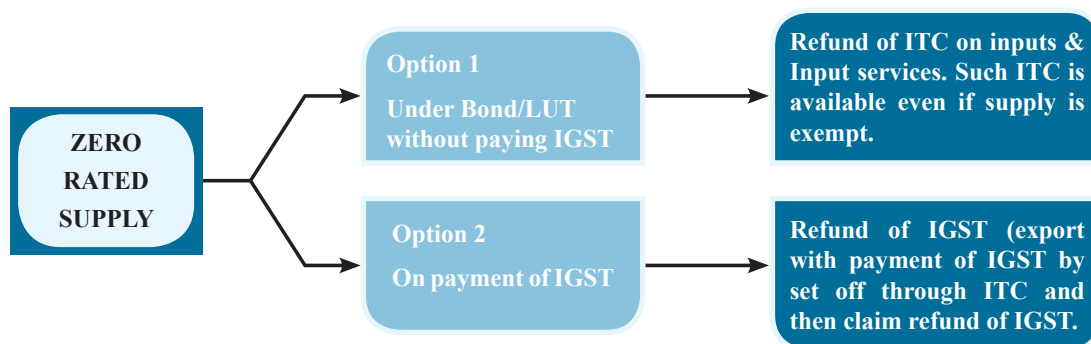 ZERO
RATED
SUPPLY
Option 1
Under Bond/LUT
without paying IGST
Refund of ITC on inputs &
Input services. Such ITC is
available even if supply is
exempt.
Option 2
On payment of IGST
Refund of IGST (export
with payment of IGST by
set off through ITC and
then claim refund of IGST.